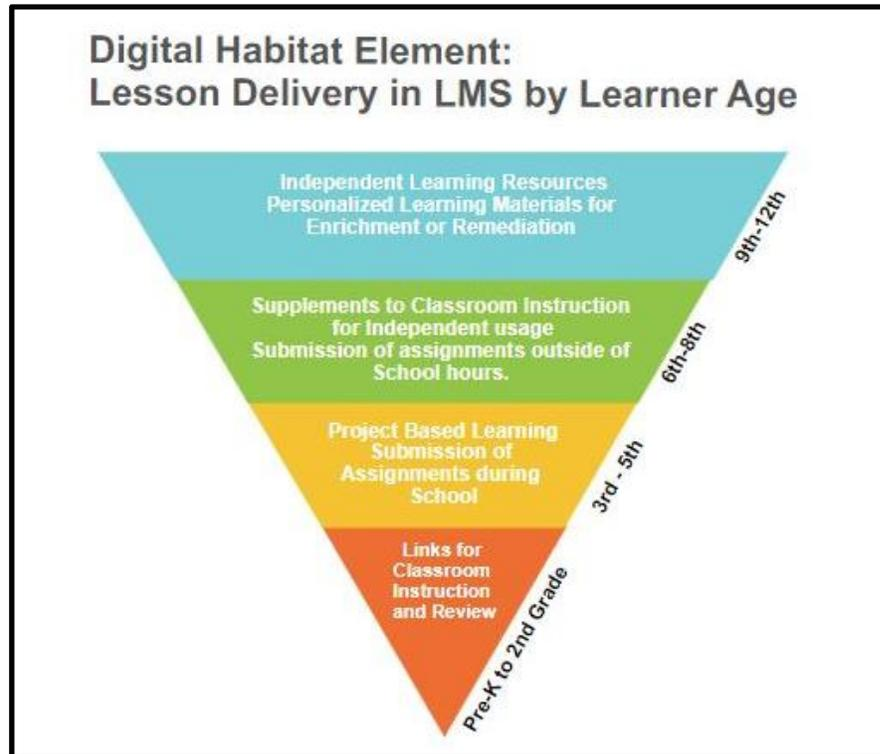 Digital Habitat Element:
Lesson Delivery in LMS by Learner Age
Independent Learning Resources
Personalized Learning Materials for
Enrichment or Remediation
9th-12th
Supplements to Classroom Instruction
for Independent usage
Submission of assignments outside of
School hours.
6th-8th
Project Based Learning
Submission of
Assignments during
School
3rd - 5th
Links for
Classroom
Instruction
and Review
Pre-K to 2nd Grade